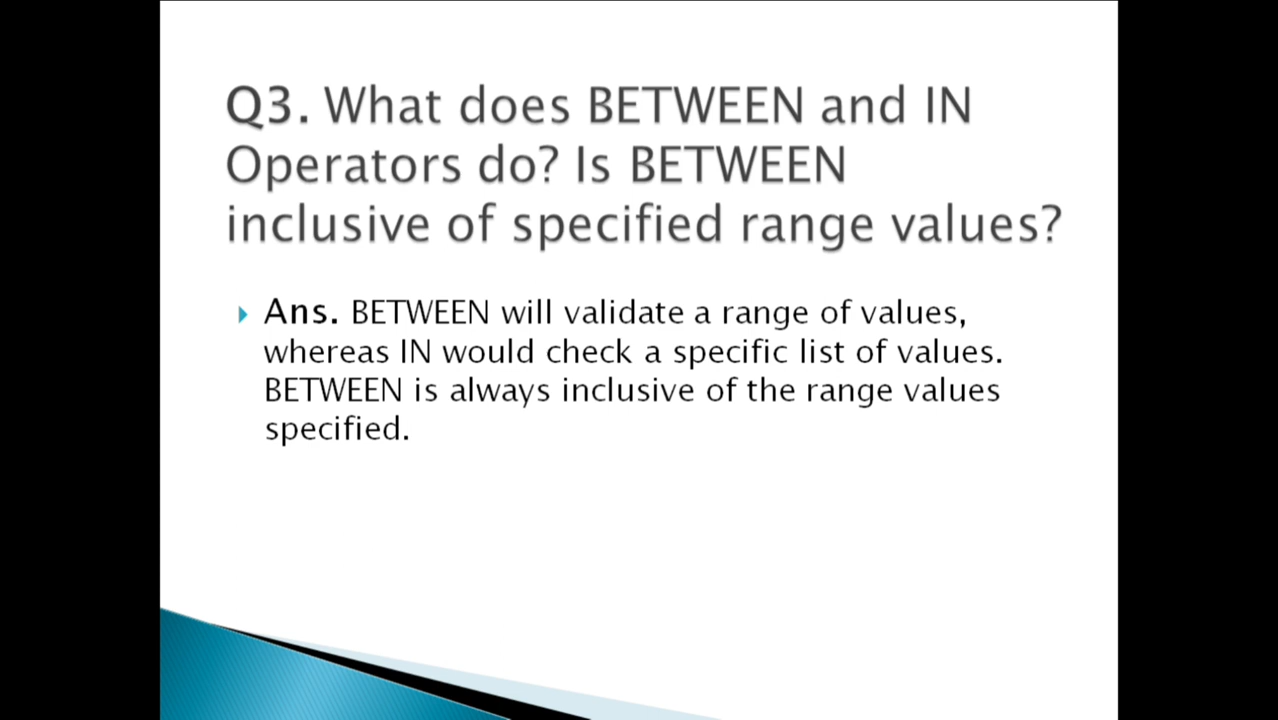 Q3. What does BETWEEN and IN
Operators do? Is BETWEEN
inclusive of specified range values?
Ans. BETWEEN will validate a range of values,
whereas IN would check a specific list of values.
BETWEEN is always inclusive of the range values
specified.